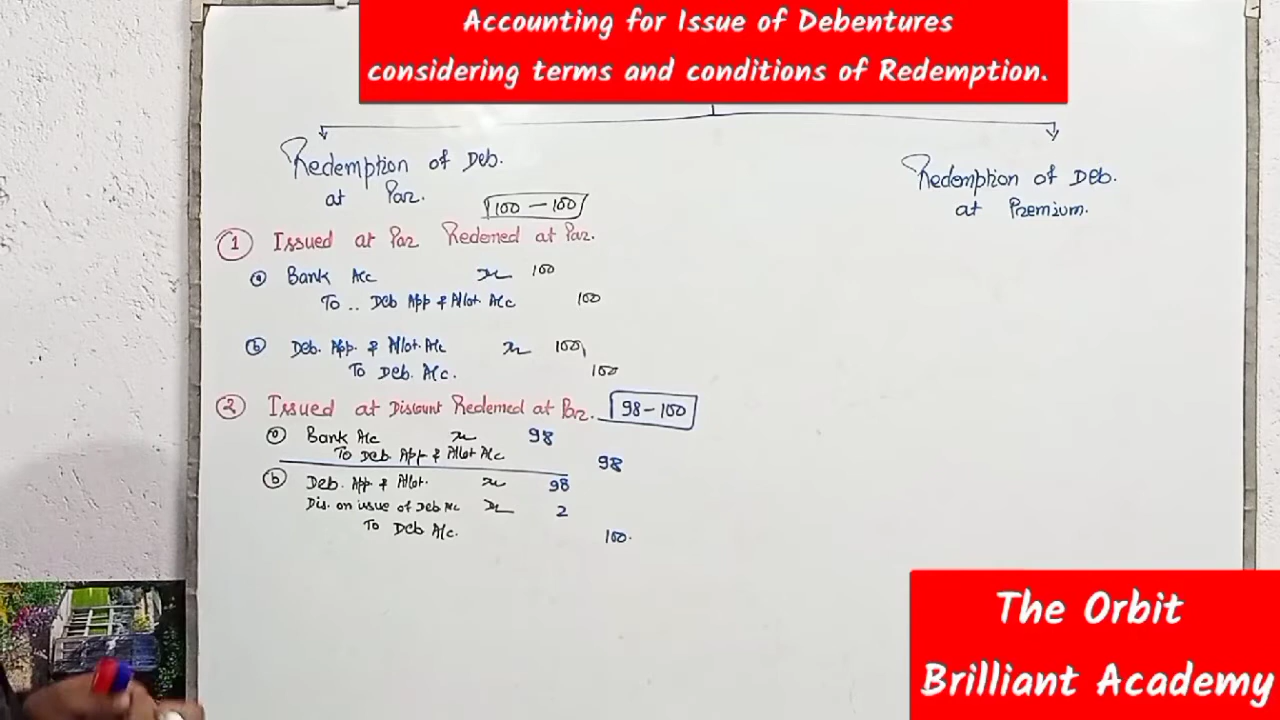 Accounting for Issue of Debentures
considering terms and conditions of Redemption.
Redemption of Deb.
at Par.
100 — 100
① Issued at Par Redemed at Par.
ⓐ Bank A/c Dr 100
To .. Deb App & Allot A/c 100
ⓑ Deb. App. & Allot. A/c Dr 100
To Deb. A/c. 100
② Issued at Discount Redemed at Par. 98 - 100
ⓐ Bank A/c Dr 98
To Deb App & Allot A/c 98
ⓑ Deb. App & Allot. Dr 98
Dis. on issue of Deb A/c Dr 2
To Deb A/c. 100.
Redemption of Deb.
at Premium.
The Orbit
Brilliant Academy